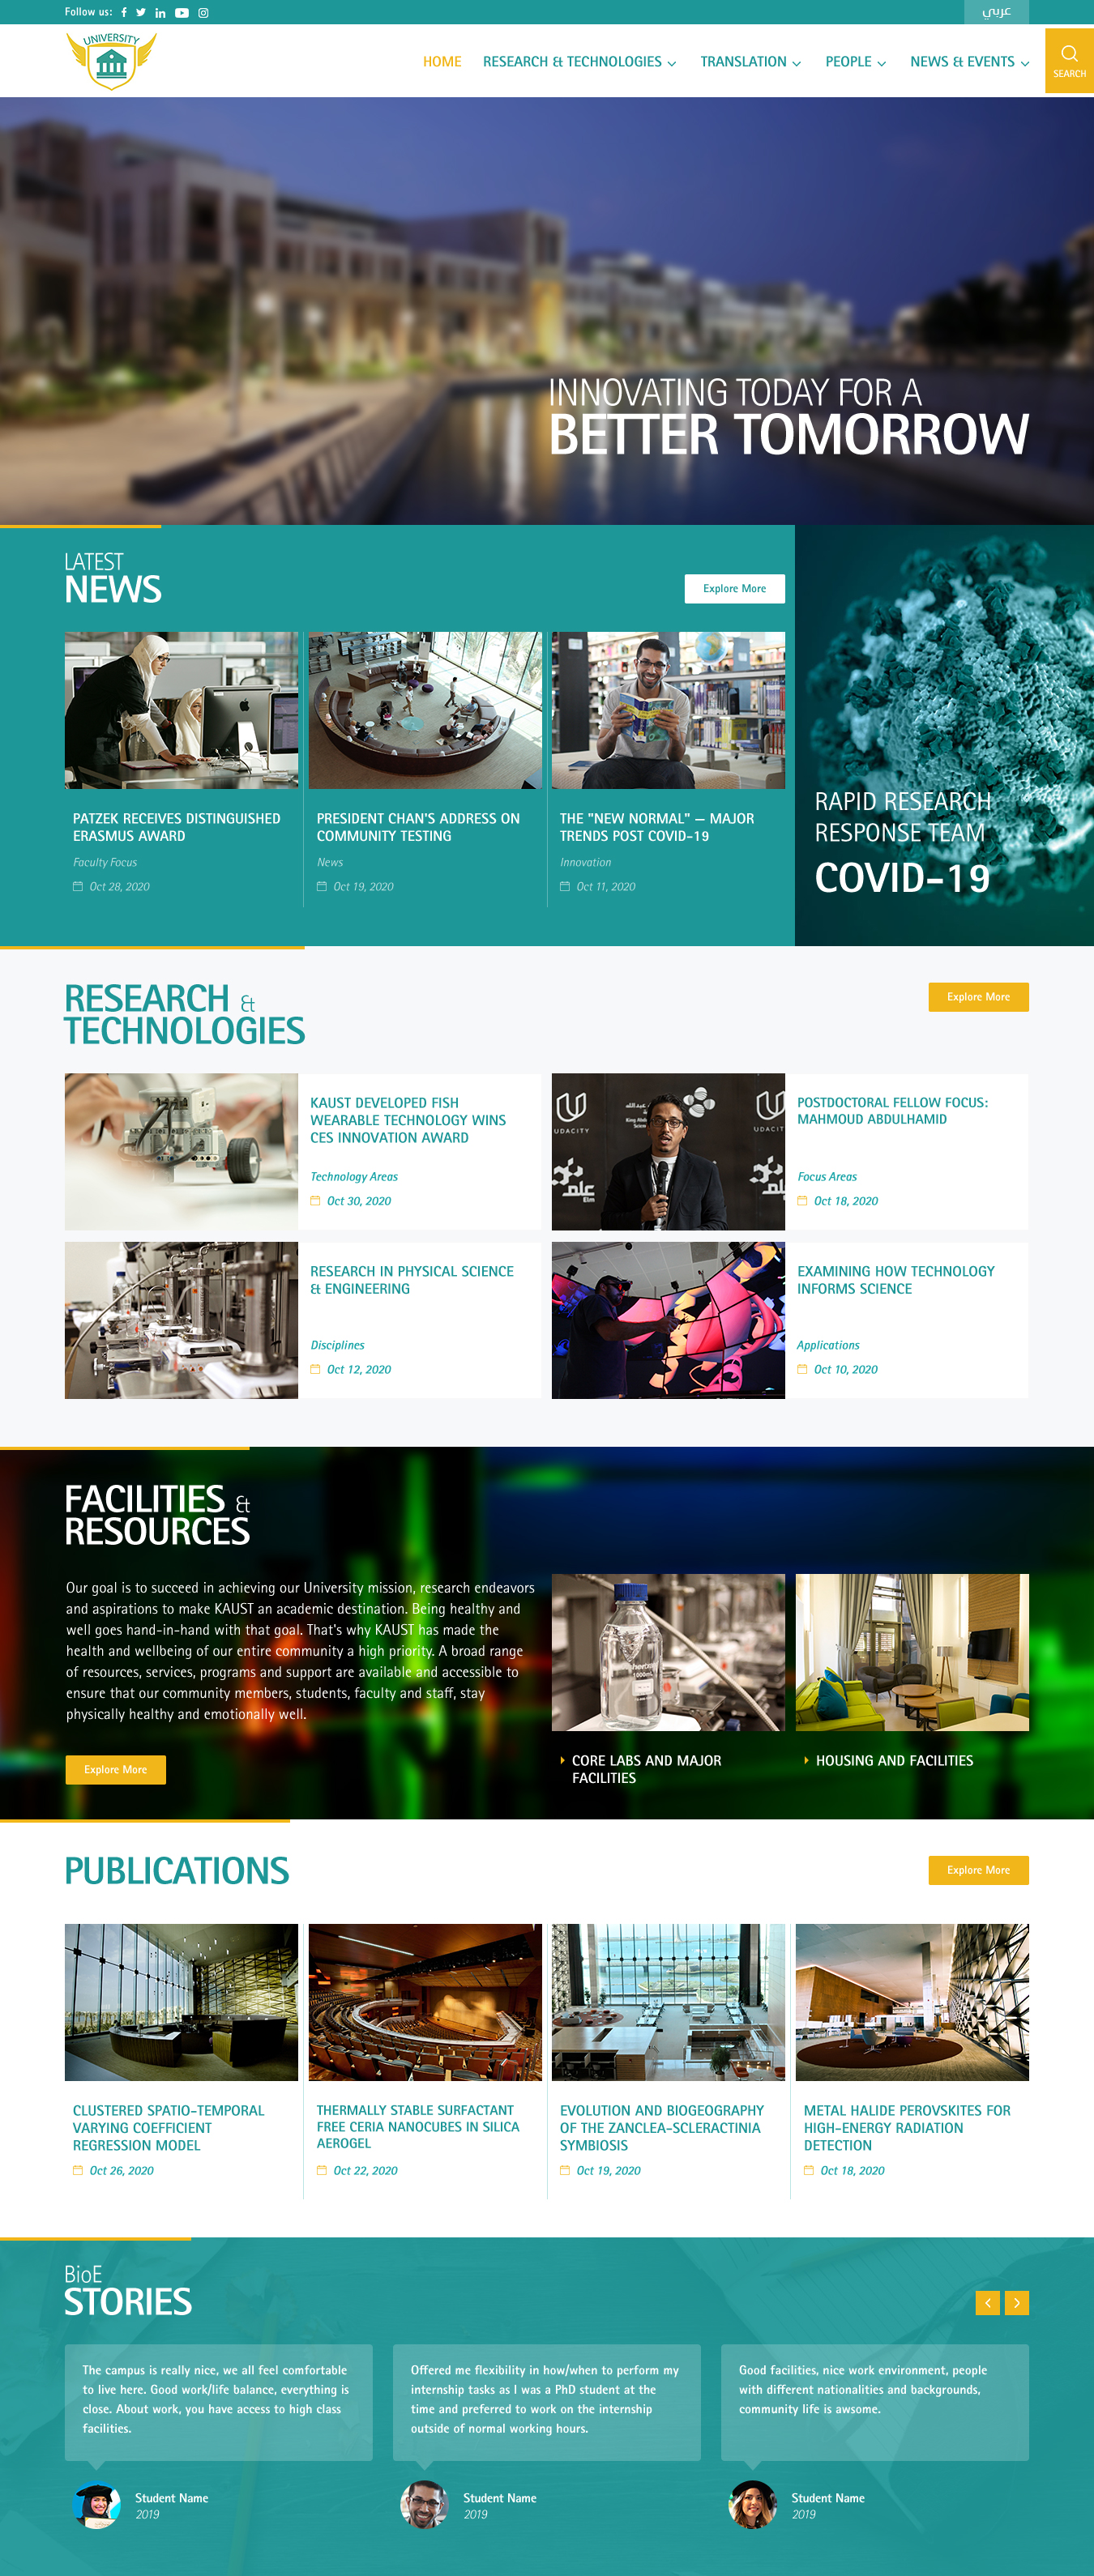 Follow us:
عربي
UNIVERSITY
HOME
RESEARCH & TECHNOLOGIES
TRANSLATION
PEOPLE
NEWS & EVENTS
SEARCH
INNOVATING TODAY FOR A
BETTER TOMORROW
LATEST
NEWS
Explore More
PATZEK RECEIVES DISTINGUISHED
ERASMUS AWARD
Faculty Focus
Oct 28, 2020
PRESIDENT CHAN'S ADDRESS ON
COMMUNITY TESTING
News
Oct 19, 2020
THE "NEW NORMAL" – MAJOR
TRENDS POST COVID-19
Innovation
Oct 11, 2020
RAPID RESEARCH
RESPONSE TEAM
COVID-19
RESEARCH &
TECHNOLOGIES
Explore More
KAUST DEVELOPED FISH
WEARABLE TECHNOLOGY WINS
CES INNOVATION AWARD
Technology Areas
Oct 30, 2020
UDACITY
علم
Elm
POSTDOCTORAL FELLOW FOCUS:
MAHMOUD ABDULHAMID
Focus Areas
Oct 18, 2020
RESEARCH IN PHYSICAL SCIENCE
& ENGINEERING
Disciplines
Oct 12, 2020
EXAMINING HOW TECHNOLOGY
INFORMS SCIENCE
Applications
Oct 10, 2020
FACILITIES &
RESOURCES
Our goal is to succeed in achieving our University mission, research endeavors
and aspirations to make KAUST an academic destination. Being healthy and
well goes hand-in-hand with that goal. That's why KAUST has made the
health and wellbeing of our entire community a high priority. A broad range
of resources, services, programs and support are available and accessible to
ensure that our community members, students, faculty and staff, stay
physically healthy and emotionally well.
Explore More
CORE LABS AND MAJOR
FACILITIES
HOUSING AND FACILITIES
PUBLICATIONS
Explore More
CLUSTERED SPATIO-TEMPORAL
VARYING COEFFICIENT
REGRESSION MODEL
Oct 26, 2020
THERMALLY STABLE SURFACTANT
FREE CERIA NANOCUBES IN SILICA
AEROGEL
Oct 22, 2020
EVOLUTION AND BIOGEOGRAPHY
OF THE ZANCLEA-SCLERACTINIA
SYMBIOSIS
Oct 19, 2020
METAL HALIDE PEROVSKITES FOR
HIGH-ENERGY RADIATION
DETECTION
Oct 18, 2020
BioE
STORIES
The campus is really nice, we all feel comfortable
to live here. Good work/life balance, everything is
close. About work, you have access to high class
facilities.
Student Name
2019
Offered me flexibility in how/when to perform my
internship tasks as I was a PhD student at the
time and preferred to work on the internship
outside of normal working hours.
Student Name
2019
Good facilities, nice work environment, people
with different nationalities and backgrounds,
community life is awsome.
Student Name
2019